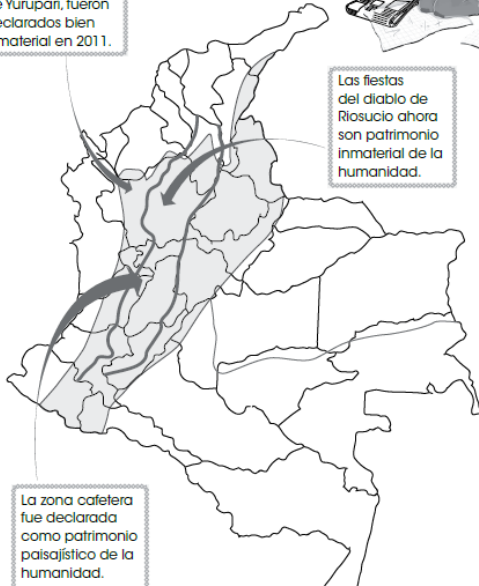 e Yuruparí, fueron
eclarados bien
material en 2011.
Las fiestas
del diablo de
Riosucio ahora
son patrimonio
inmaterial de la
humanidad.
La zona cafetera
fue declarada
como patrimonio
paisajístico de la
humanidad.